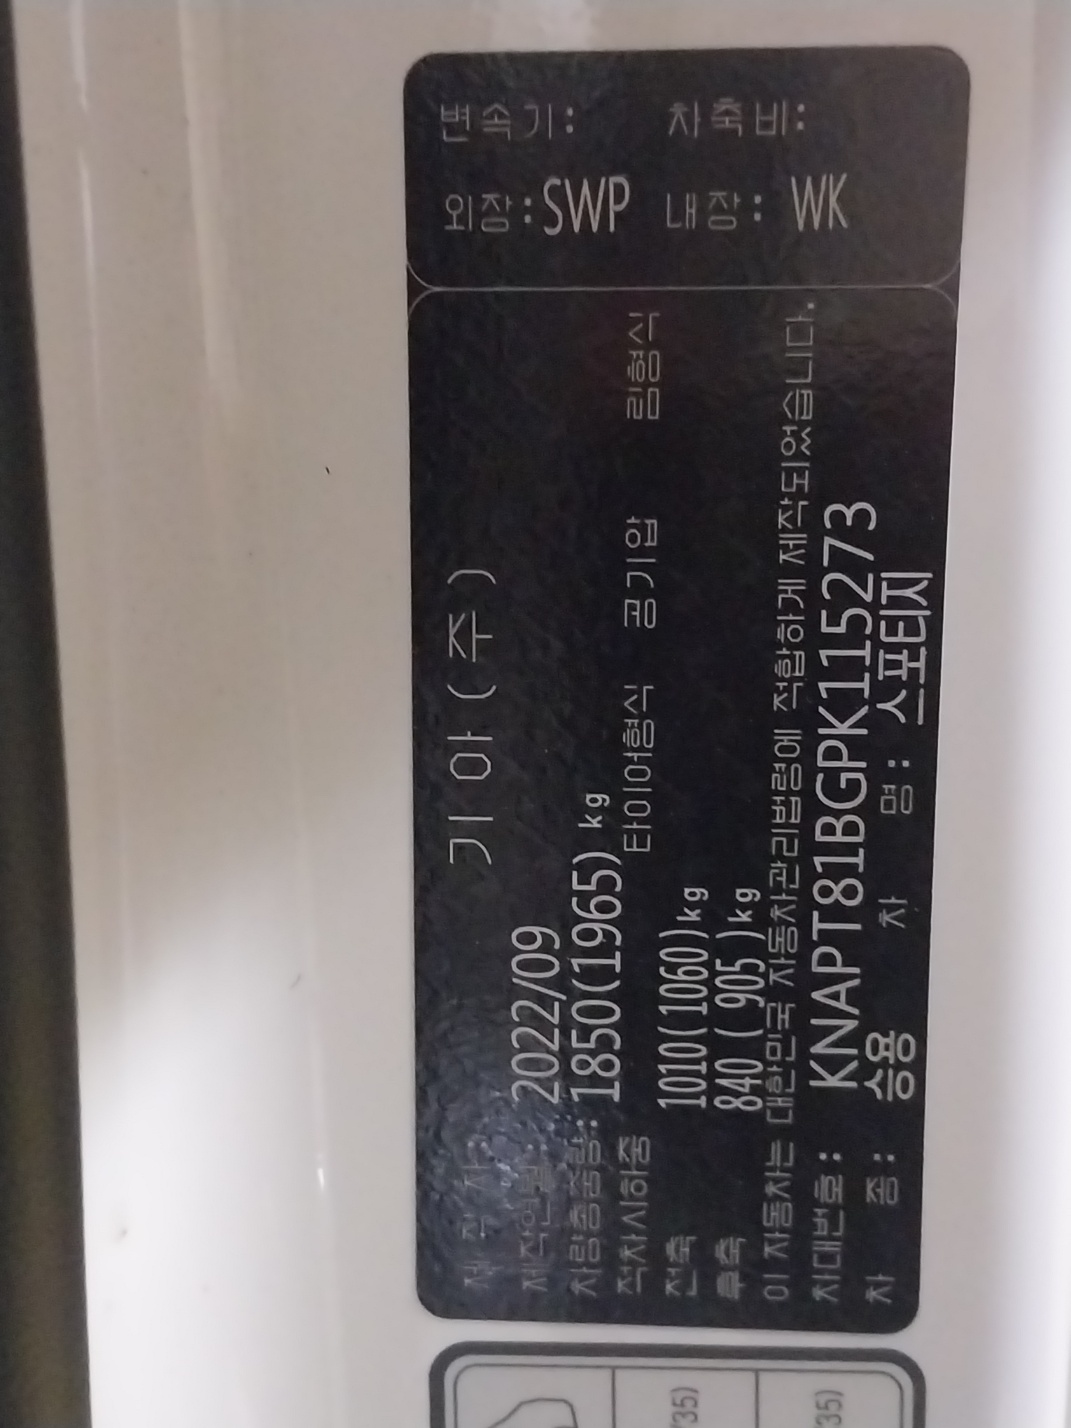 제 작 자: 기 아 (주)
제작연월: 2022/09
차량총중량: 1850(1965) kg
적차시하중 타이어형식 공기압 림형식
전축 1010(1060)kg
후축 840 ( 905 )kg
이 자동차는 대한민국 자동차관리법령에 적합하게 제작되었습니다.
차대번호: KNAPT81BGPK115273
차 종: 승용 차 명: 스포티지
변속기: 차축비:
외장:SWP 내장: WK
/35)
/35)